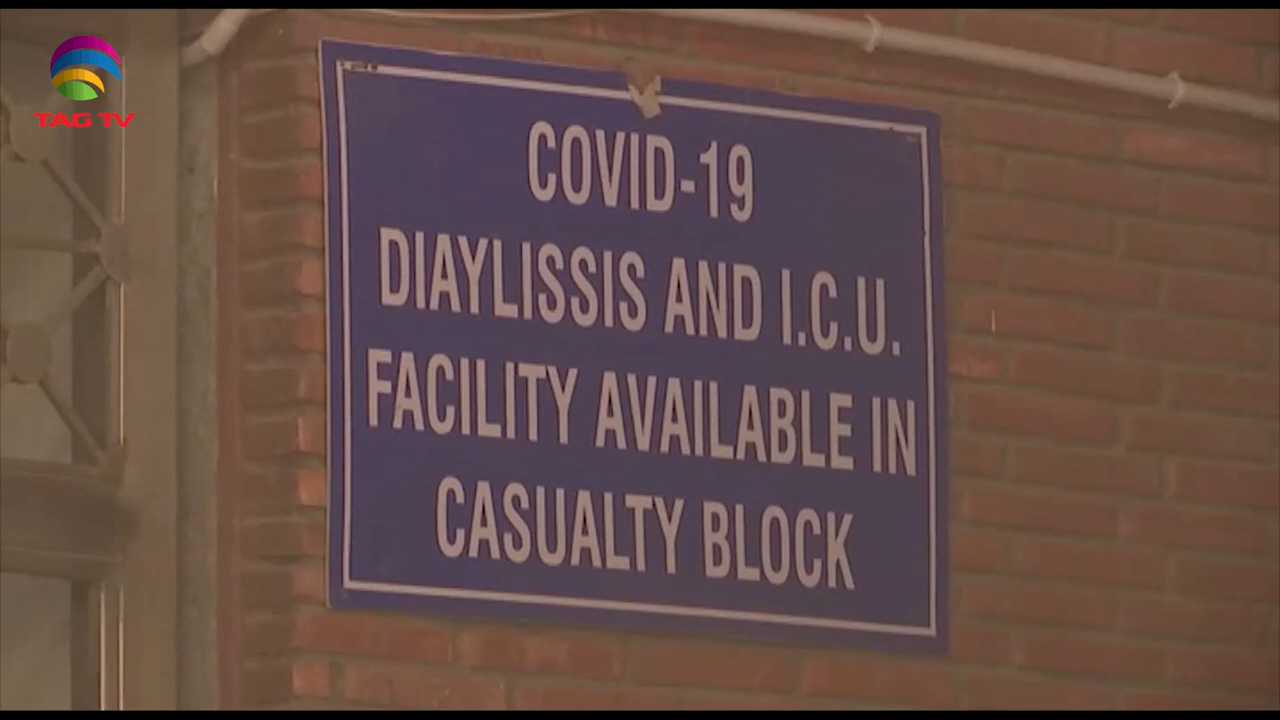 TAG TV
COVID-19
DIAYLISSIS AND I.C.U.
FACILITY AVAILABLE IN
CASUALTY BLOCK